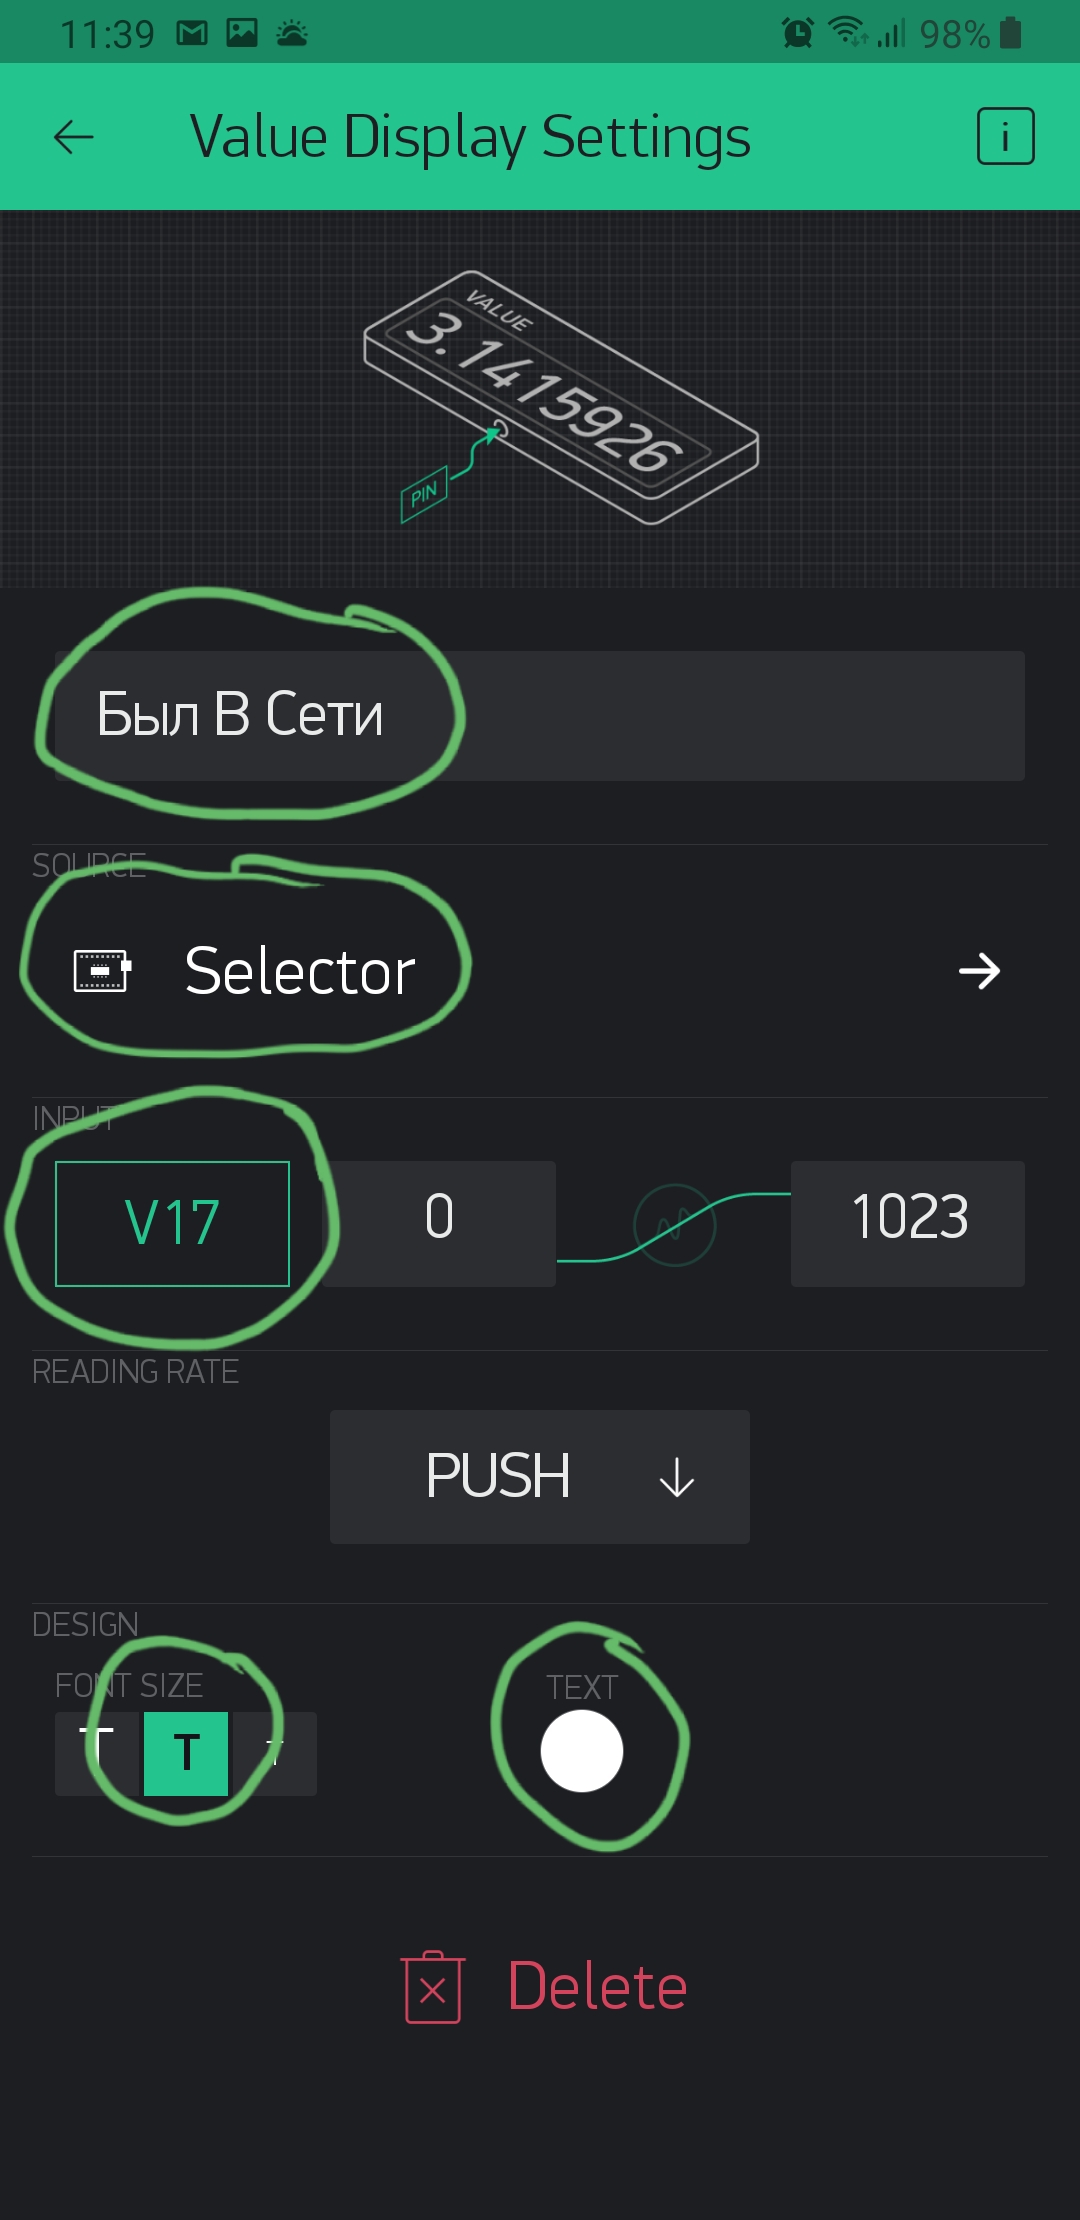 11:39 98%
Value Display Settings i
VALUE
3.1415926
PIN
Был В Сети
SOURCE
Selector
INPUT
V17 0 1023
READING RATE
PUSH
DESIGN
FONT SIZE TEXT
T T T
Delete